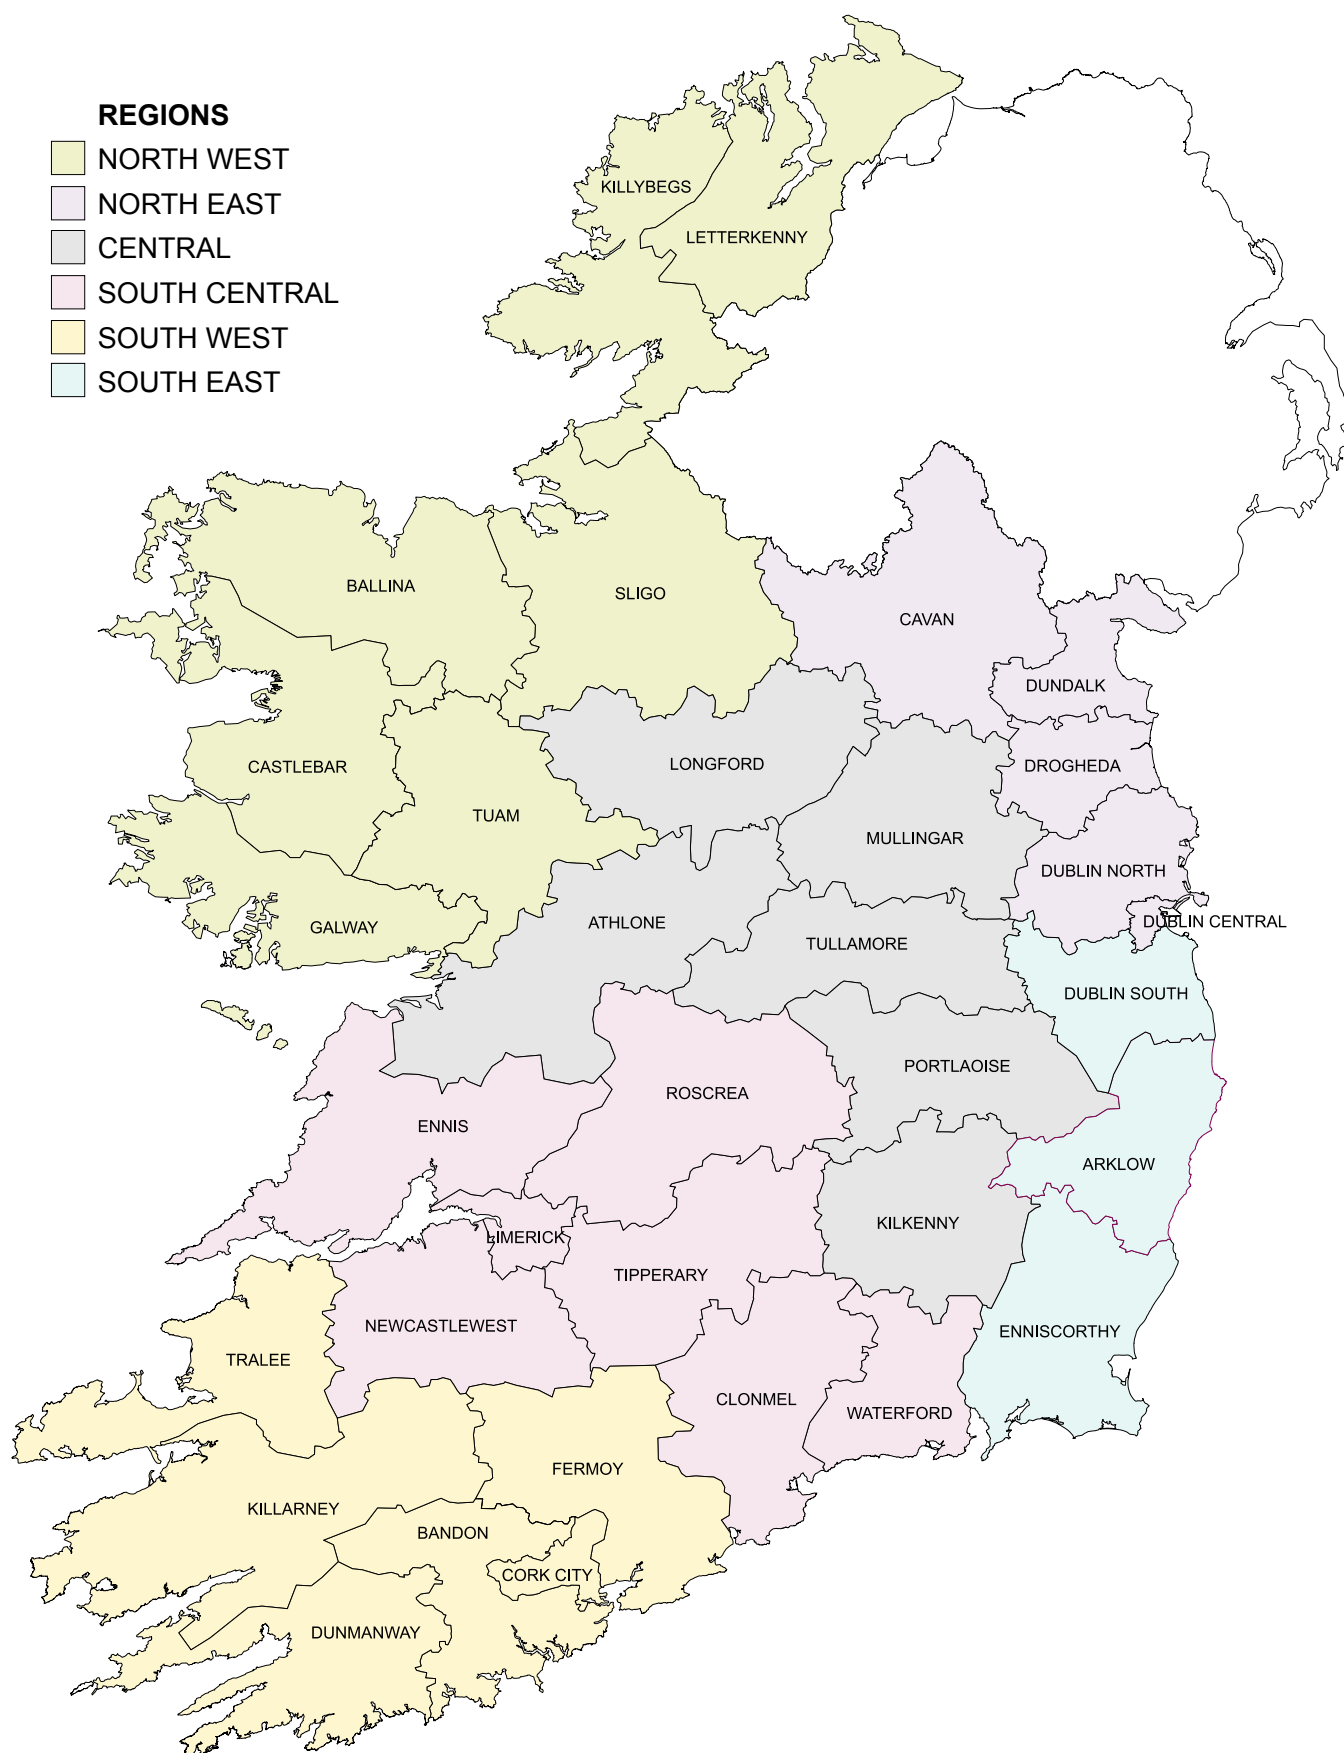 REGIONS
NORTH WEST
NORTH EAST
CENTRAL
SOUTH CENTRAL
SOUTH WEST
SOUTH EAST
KILLYBEGS
LETTERKENNY
BALLINA
SLIGO
CAVAN
DUNDALK
CASTLEBAR
LONGFORD
DROGHEDA
TUAM
MULLINGAR
DUBLIN NORTH
GALWAY
ATHLONE
TULLAMORE
DUBLIN CENTRAL
DUBLIN SOUTH
PORTLAOISE
ROSCREA
ENNIS
ARKLOW
KILKENNY
LIMERICK
TIPPERARY
NEWCASTLEWEST
ENNISCORTHY
TRALEE
CLONMEL
WATERFORD
FERMOY
KILLARNEY
BANDON
CORK CITY
DUNMANWAY